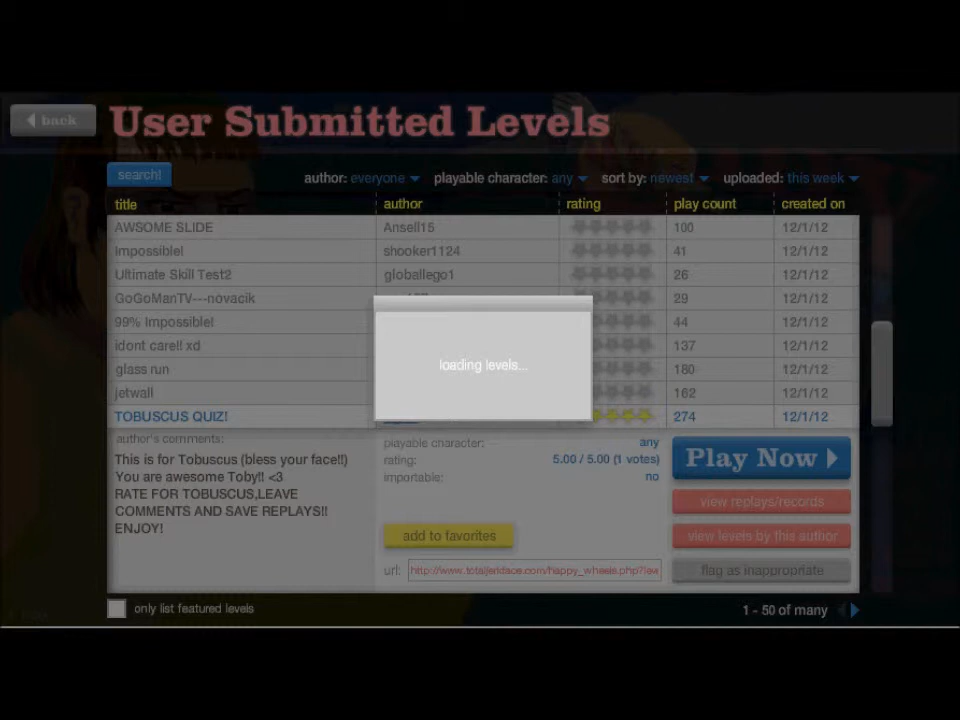 back
User Submitted Levels
search!
author: everyone playable character: any sort by: newest uploaded: this week
title author rating play count created on
AWSOME SLIDE Ansell15 100 12/1/12
Impossible! shooker1124 41 12/1/12
Ultimate Skill Test2 globallego1 26 12/1/12
GoGoManTV---novacik 29 12/1/12
99% Impossible! 44 12/1/12
idont care!! xd 137 12/1/12
glass run 180 12/1/12
jetwall 162 12/1/12
TOBUSCUS QUIZ! 274 12/1/12
loading levels...
author's comments:
This is for Tobuscus (bless your face!!)
You are awesome Toby!! <3
RATE FOR TOBUSCUS,LEAVE
COMMENTS AND SAVE REPLAYS!!
ENJOY!
playable character: any
rating: 5.00 / 5.00 (1 votes)
importable: no
add to favorites
url: http://www.totaljerkface.com/happy_wheels.php?lev
Play Now
view replays/records
view levels by this author
flag as inappropriate
only list featured levels
1 - 50 of many